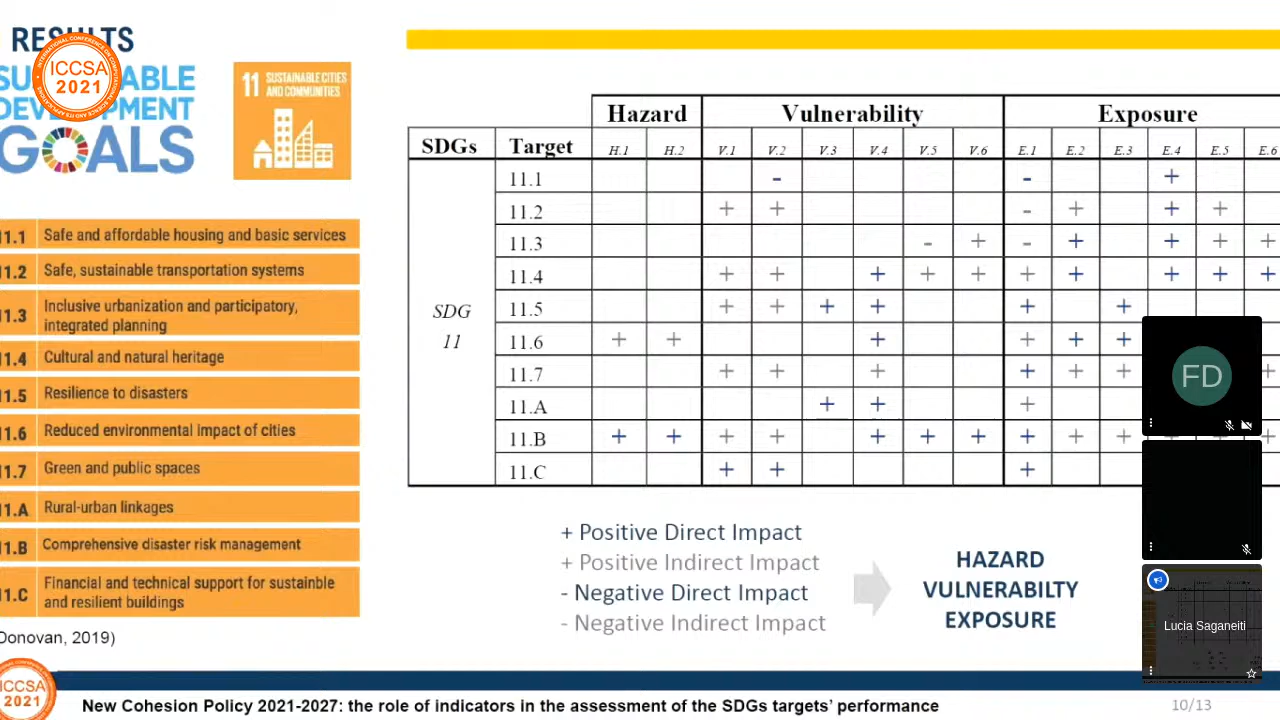 RESULTS
ICCSA
2021
INTERNATIONAL CONFERENCE ON COMPUTATIONAL SCIENCE AND ITS APPLICATIONS
DEVELOPMENT
GOALS
11 SUSTAINABLE CITIES
AND COMMUNITIES
11.1 Safe and affordable housing and basic services
11.2 Safe, sustainable transportation systems
11.3 Inclusive urbanization and participatory,
integrated planning
11.4 Cultural and natural heritage
11.5 Resilience to disasters
11.6 Reduced environmental impact of cities
11.7 Green and public spaces
11.A Rural-urban linkages
11.B Comprehensive disaster risk management
11.C Financial and technical support for sustainble
and resilient buildings
Donovan, 2019)
Hazard Vulnerability Exposure
SDGs Target H.1 H.2 V.1 V.2 V.3 V.4 V.5 V.6 E.1 E.2 E.3 E.4 E.5 E.6
SDG
11
11.1 - - +
11.2 + + - + + +
11.3 - + - + + + +
11.4 + + + + + + + + + +
11.5 + + + + + +
11.6 + + + + + +
11.7 + + + + + + +
11.A + + +
11.B + + + + + + + + + + + + +
11.C + + +
+ Positive Direct Impact
+ Positive Indirect Impact
- Negative Direct Impact
- Negative Indirect Impact
HAZARD
VULNERABILTY
EXPOSURE
FD
Lucia Saganeiti
ICCSA
2021
New Cohesion Policy 2021-2027: the role of indicators in the assessment of the SDGs targets' performance
10/13